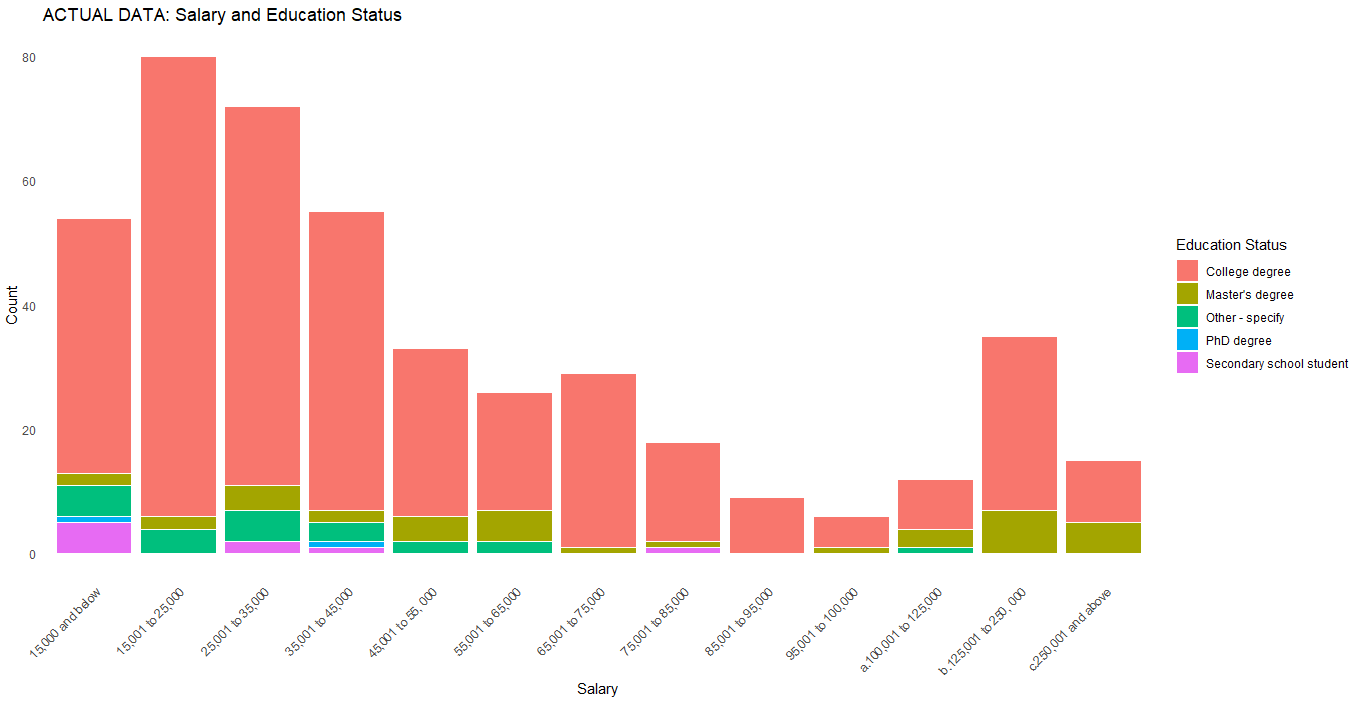 ACTUAL DATA: Salary and Education Status
80
60
40
20
0
Count
15,000 and below
15,001 to 25,000
25,001 to 35,000
35,001 to 45,000
45,001 to 55, 000
55,001 to 65,000
65,001 to 75,000
75,001 to 85,000
85,001 to 95,000
95,001 to 100,000
a.100,001 to 125,000
b.125,001 to 250, 000
c.250,001 and above
Salary
Education Status
College degree
Master's degree
Other - specify
PhD degree
Secondary school student